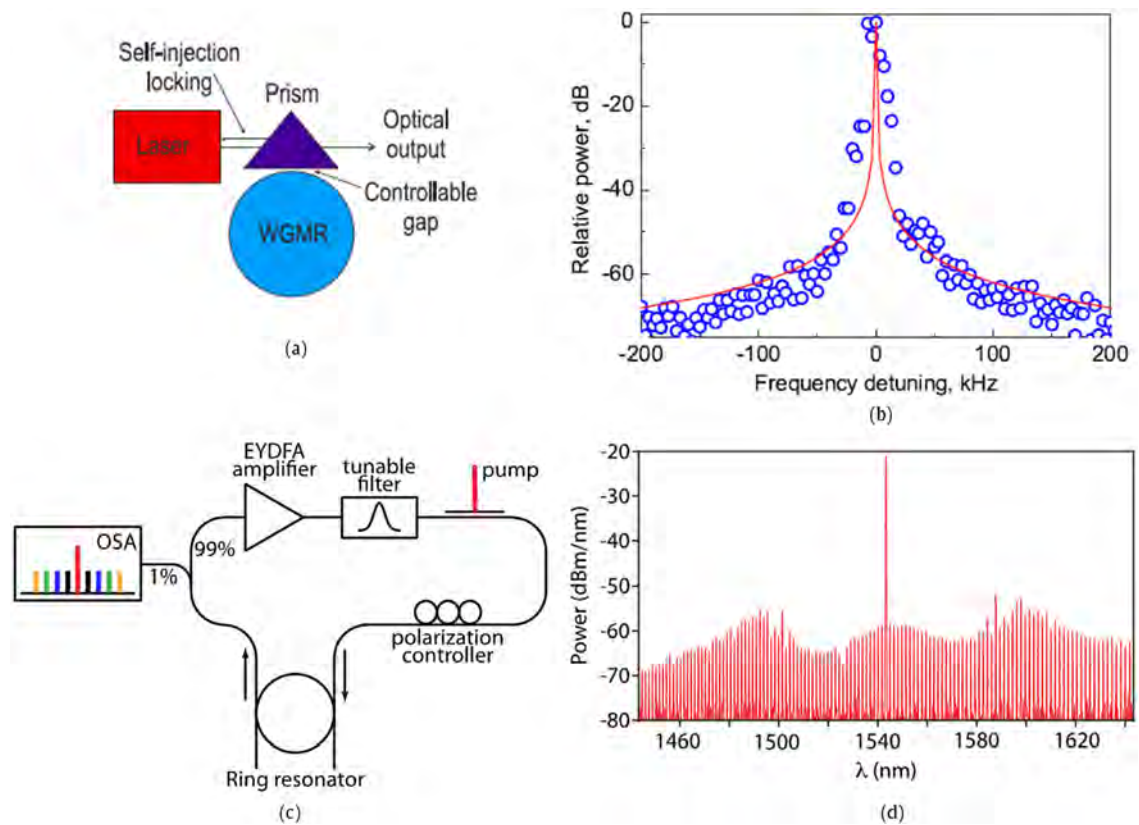 Self-injection
locking
Prism
Laser
Optical
output
Controllable
gap
WGMR
(a)
Relative power, dB
0
-20
-40
-60
-200
-100
0
100
200
Frequency detuning, kHz
(b)
EYDFA
amplifier
tunable
filter
pump
OSA
99%
1%
polarization
controller
Ring resonator
(c)
Power (dBm/nm)
-20
-30
-40
-50
-60
-70
-80
1460
1500
1540
1580
1620
λ (nm)
(d)